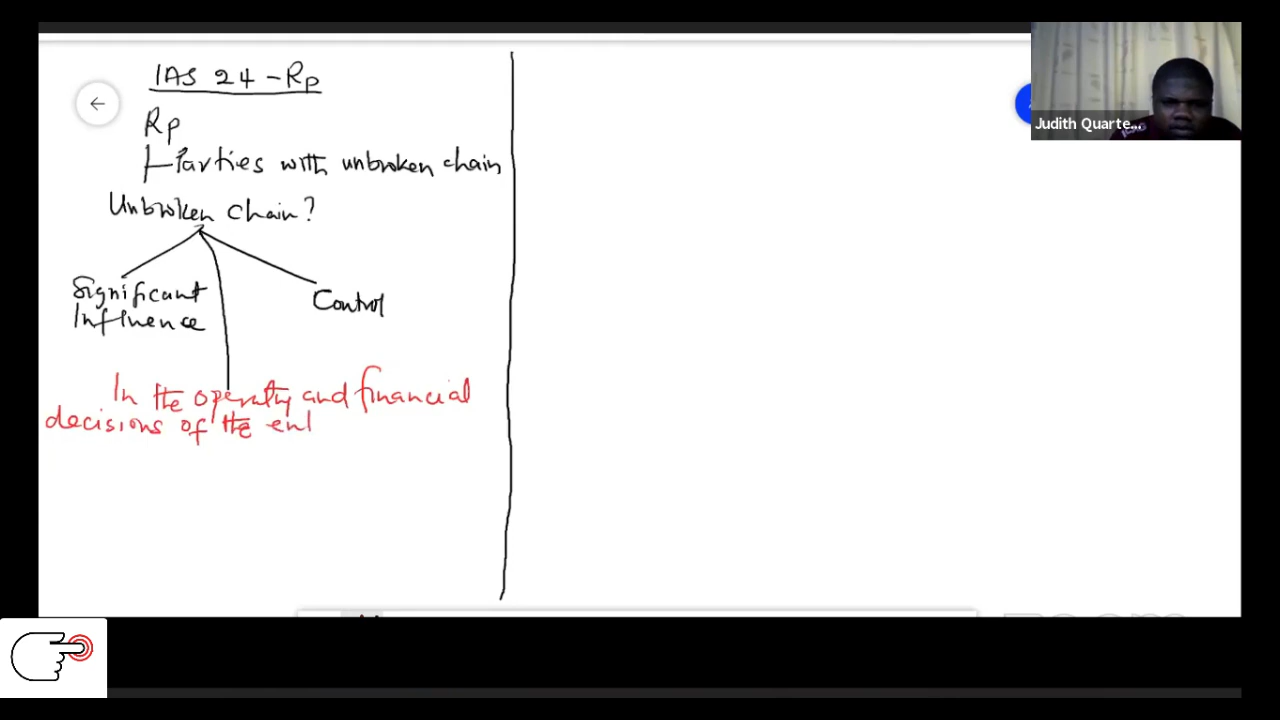 IAS 24 - Rp
Rp
Parties with unbroken chain
Unbroken chain?
Significant
Influence
Control
In the operating and financial
decisions of the ent
Judith Quarte...
zoom